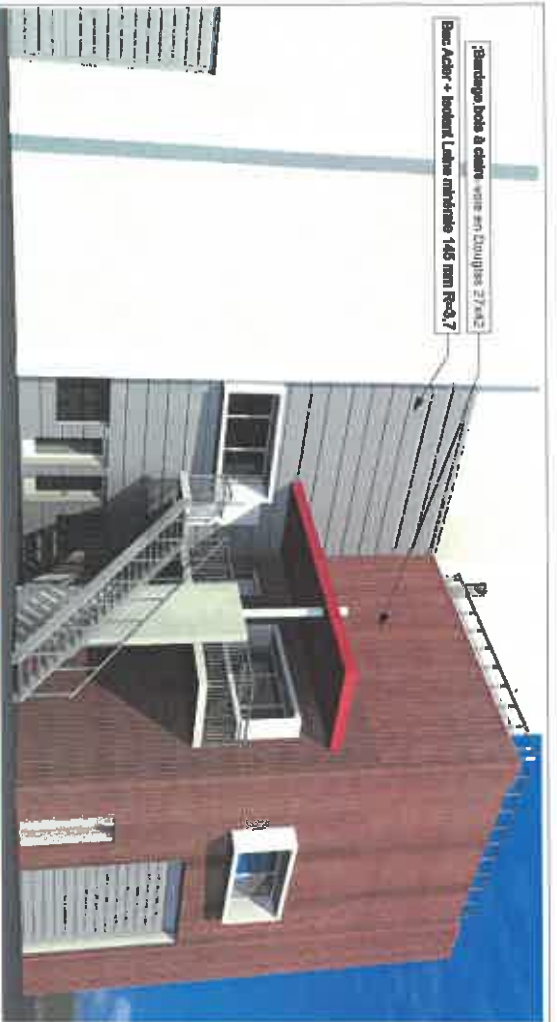 Bardage bois à claire-voie en Douglas 27x42
Bac Acier + Isolant Laine minérale 145 mm R=3,7